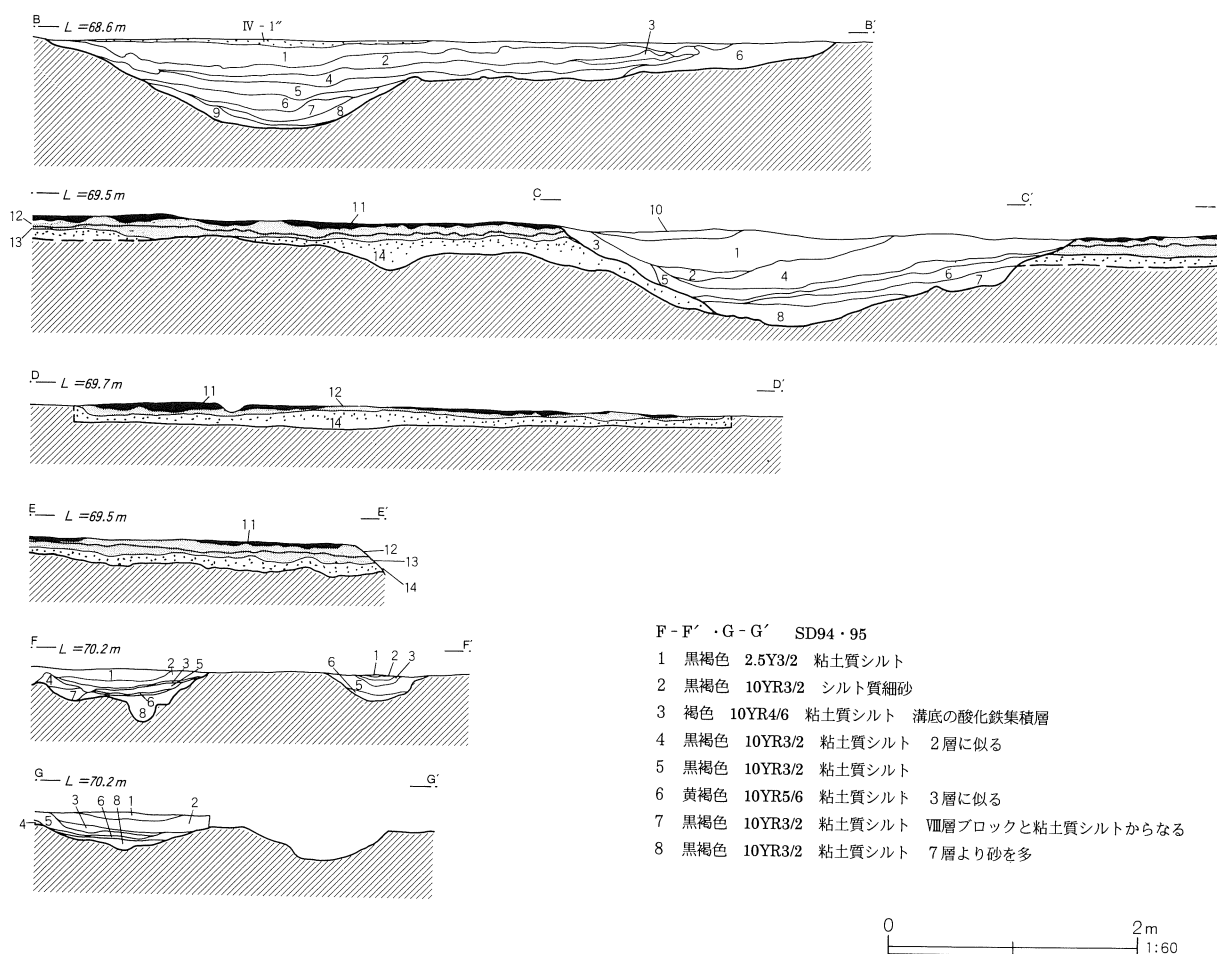 B L=68.6m IV-1″ 3 B′
1 2 6
4
5
6 7 8
9
L=69.5m C C′
12 11 10
13 3 1
14 5 2 4 6 7
8
D L=69.7m D′
11 12
14
E L=69.5m E′
11
12
13
14
F L=70.2m F′
1 2 3 5 6 1 2 3
4 7 6 5
8
G L=70.2m G′
3 6 8 1 2
4 5
F-F′・G-G′ SD94・95
1 黒褐色 2.5Y3/2 粘土質シルト
2 黒褐色 10YR3/2 シルト質細砂
3 褐色 10YR4/6 粘土質シルト 溝底の酸化鉄集積層
4 黒褐色 10YR3/2 粘土質シルト 2層に似る
5 黒褐色 10YR3/2 粘土質シルト
6 黄褐色 10YR5/6 粘土質シルト 3層に似る
7 黒褐色 10YR3/2 粘土質シルト Ⅷ層ブロックと粘土質シルトからなる
8 黒褐色 10YR3/2 粘土質シルト 7層より砂を多
0 2m
1:60